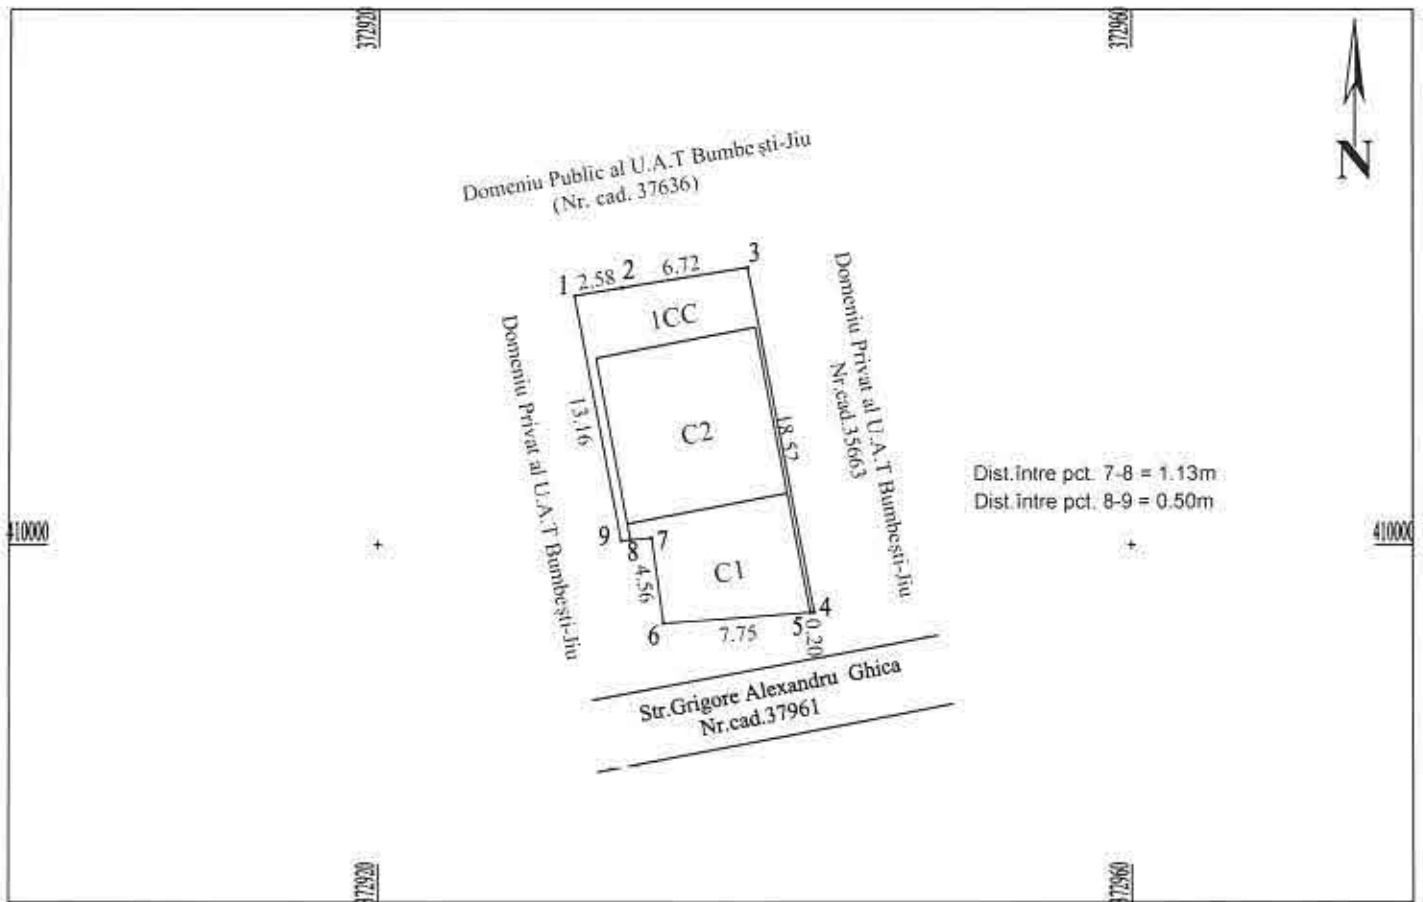 372920
372960
N
Domeniu Public al U.A.T Bumbești-Jiu
(Nr. cad. 37636)
1
2.58
2
6.72
3
1CC
Domeniu Privat al U.A.T Bumbești-Jiu
13.16
C2
18.57
Domeniu Privat al U.A.T Bumbești-Jiu
Nr.cad.35663
Dist.între pct. 7-8 = 1.13m
Dist.între pct. 8-9 = 0.50m
410000
410000
9
8
7
4.56
C1
6
7.75
5
4
0.20
Str.Grigore Alexandru Ghica
Nr.cad.37961
372920
372960